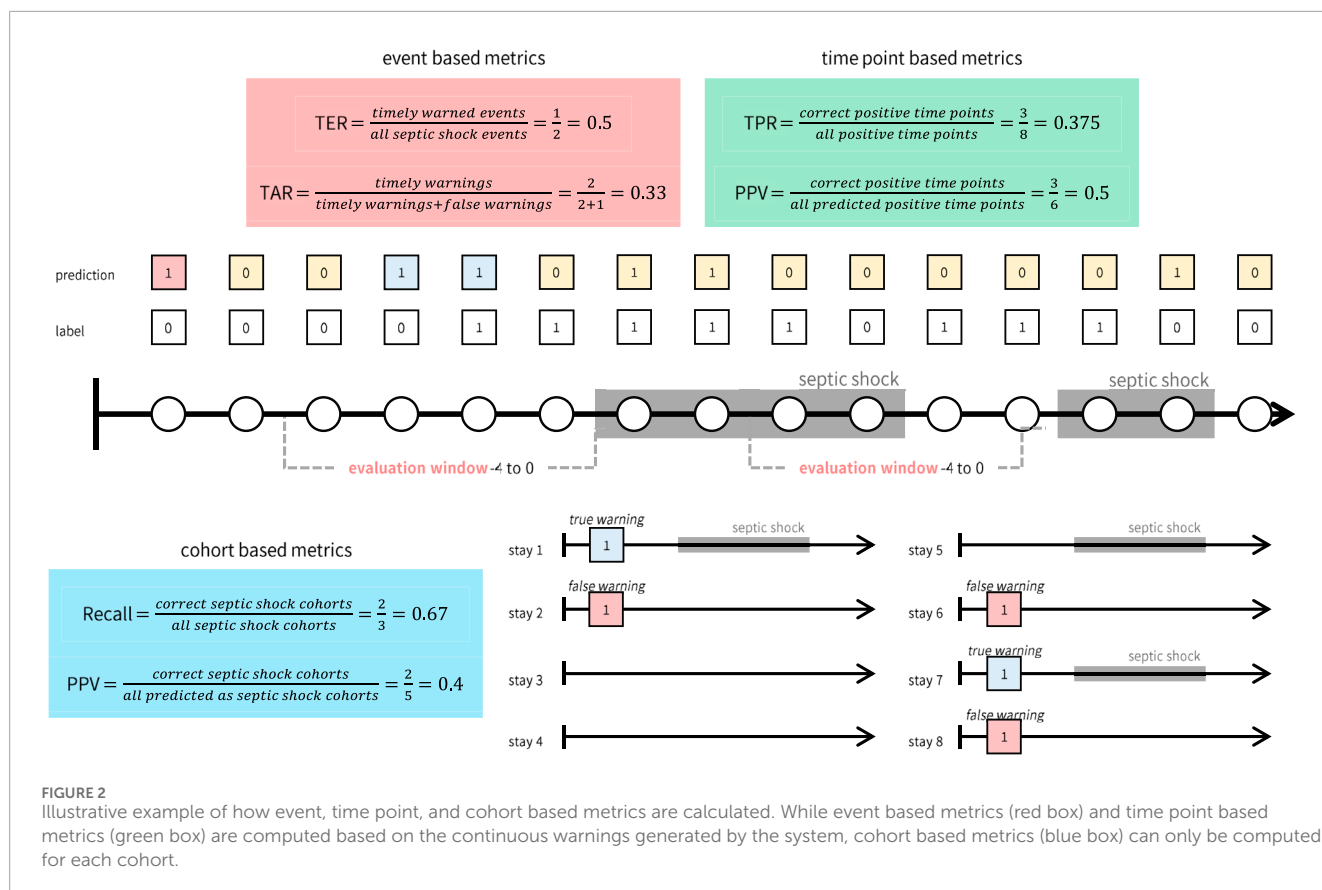 event based metrics
time point based metrics
TER = timely warned events / all septic shock events = 1/2 = 0.5
TAR = timely warnings / timely warnings+false warnings = 2/2+1 = 0.33
TPR = correct positive time points / all positive time points = 3/8 = 0.375
PPV = correct positive time points / all predicted positive time points = 3/6 = 0.5
prediction 1 0 0 1 1 0 1 1 0 0 0 0 0 1 0
label 0 0 0 0 1 1 1 1 1 0 1 1 1 0 0
septic shock septic shock
evaluation window -4 to 0 evaluation window -4 to 0
cohort based metrics
Recall = correct septic shock cohorts / all septic shock cohorts = 2/3 = 0.67
PPV = correct septic shock cohorts / all predicted as septic shock cohorts = 2/5 = 0.4
true warning
septic shock
stay 1 1
false warning
stay 2 1
stay 3
stay 4
septic shock
stay 5
false warning
stay 6 1
true warning
septic shock
stay 7 1
false warning
stay 8 1
FIGURE 2
Illustrative example of how event, time point, and cohort based metrics are calculated. While event based metrics (red box) and time point based
metrics (green box) are computed based on the continuous warnings generated by the system, cohort based metrics (blue box) can only be computed
for each cohort.